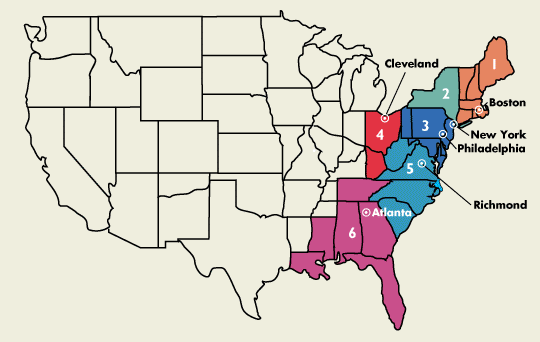 1
Cleveland
2
Boston
3
New York
4
Philadelphia
5
Richmond
Atlanta
6